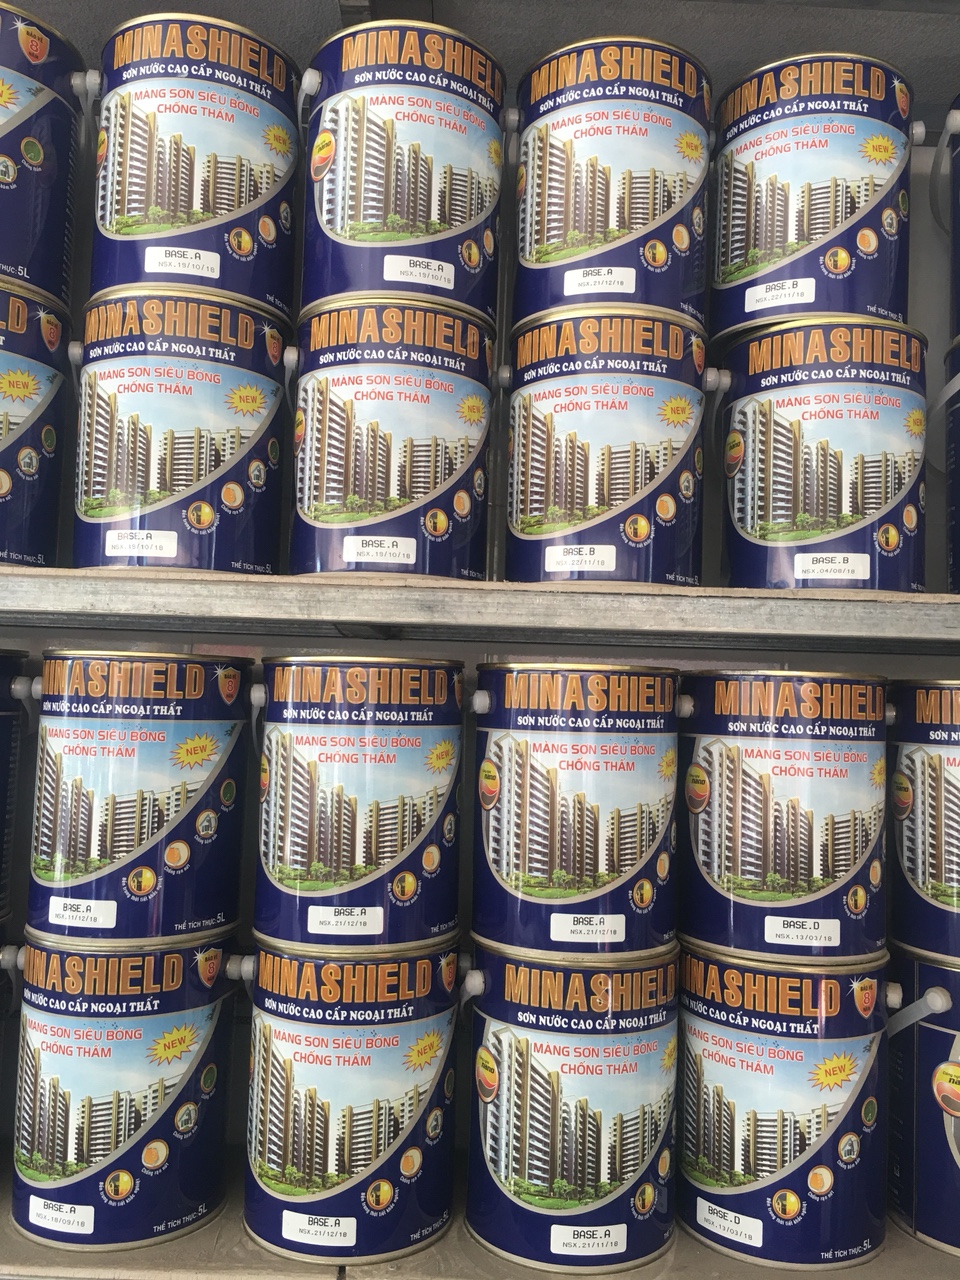 MINASHIELD
SƠN NƯỚC CAO CẤP NGOẠI THẤT
MÀNG SƠN SIÊU BÓNG
CHỐNG THẤM
NEW
BASE.A
NSX.19/10/18
MINASHIELD
SƠN NƯỚC CAO CẤP NGOẠI THẤT
MÀNG SƠN SIÊU BÓNG
CHỐNG THẤM
BASE.A
NSX.19/10/18
MINASHIELD
SƠN NƯỚC CAO CẤP NGOẠI THẤT
MÀNG SƠN SIÊU BÓNG
CHỐNG THẤM
NEW
BASE.A
NSX.21/12/18
MINASHIELD
SƠN NƯỚC CAO CẤP NGOẠI THẤT
MÀNG SƠN SIÊU BÓNG
CHỐNG THẤM
NEW
BASE.B
NSX.22/11/18
THỂ TÍCH THỰC: 5L
MINASHIELD
SƠN NƯỚC CAO CẤP NGOẠI THẤT
MÀNG SƠN SIÊU BÓNG
CHỐNG THẤM
NEW
BASE.A
NSX.19/10/18
THỂ TÍCH THỰC: 5L
MINASHIELD
SƠN NƯỚC CAO CẤP NGOẠI THẤT
MÀNG SƠN SIÊU BÓNG
CHỐNG THẤM
NEW
BASE.A
NSX.19/10/18
MINASHIELD
SƠN NƯỚC CAO CẤP NGOẠI THẤT
MÀNG SƠN SIÊU BÓNG
CHỐNG THẤM
NEW
BASE.B
NSX.22/11/18
THỂ TÍCH THỰC: 5L
MINASHIELD
SƠN NƯỚC CAO CẤP NGOẠI THẤT
MÀNG SƠN SIÊU BÓNG
CHỐNG THẤM
NEW
BASE.B
NSX.04/08/18
MINASHIELD
BẢO VỆ
8
NĂM
SƠN NƯỚC CAO CẤP NGOẠI THẤT
MÀNG SƠN SIÊU BÓNG
CHỐNG THẤM
NEW
BASE.A
NSX.11/12/18
THỂ TÍCH THỰC: 5L
MINASHIELD
SƠN NƯỚC CAO CẤP NGOẠI THẤT
MÀNG SƠN SIÊU BÓNG
CHỐNG THẤM
NEW
BASE.A
NSX.21/12/18
MINASHIELD
SƠN NƯỚC CAO CẤP NGOẠI THẤT
MÀNG SƠN SIÊU BÓNG
CHỐNG THẤM
nano
BASE.A
NSX.21/12/18
MINASHIELD
SƠN NƯỚC CAO CẤP NGOẠI THẤT
MÀNG SƠN SIÊU BÓNG
CHỐNG THẤM
nano
BASE.D
NSX.13/03/18
MINASHIELD
SƠN NƯỚC CAO CẤP NGOẠI THẤT
MÀNG SƠN SIÊU BÓNG
CHỐNG THẤM
NEW
BASE.A
NSX.18/09/18
THỂ TÍCH THỰC: 5L
MINASHIELD
SƠN NƯỚC CAO CẤP NGOẠI THẤT
MÀNG SƠN SIÊU BÓNG
CHỐNG THẤM
NEW
BASE.A
NSX.21/12/18
MINASHIELD
SƠN NƯỚC CAO CẤP NGOẠI THẤT
MÀNG SƠN SIÊU BÓNG
CHỐNG THẤM
nano
BASE.A
NSX.21/11/18
MINASHIELD
BẢO VỆ
8
NĂM
SƠN NƯỚC CAO CẤP NGOẠI THẤT
MÀNG SƠN SIÊU BÓNG
CHỐNG THẤM
NEW
BASE.D
NSX.13/03/18
THỂ TÍCH THỰC: 5L